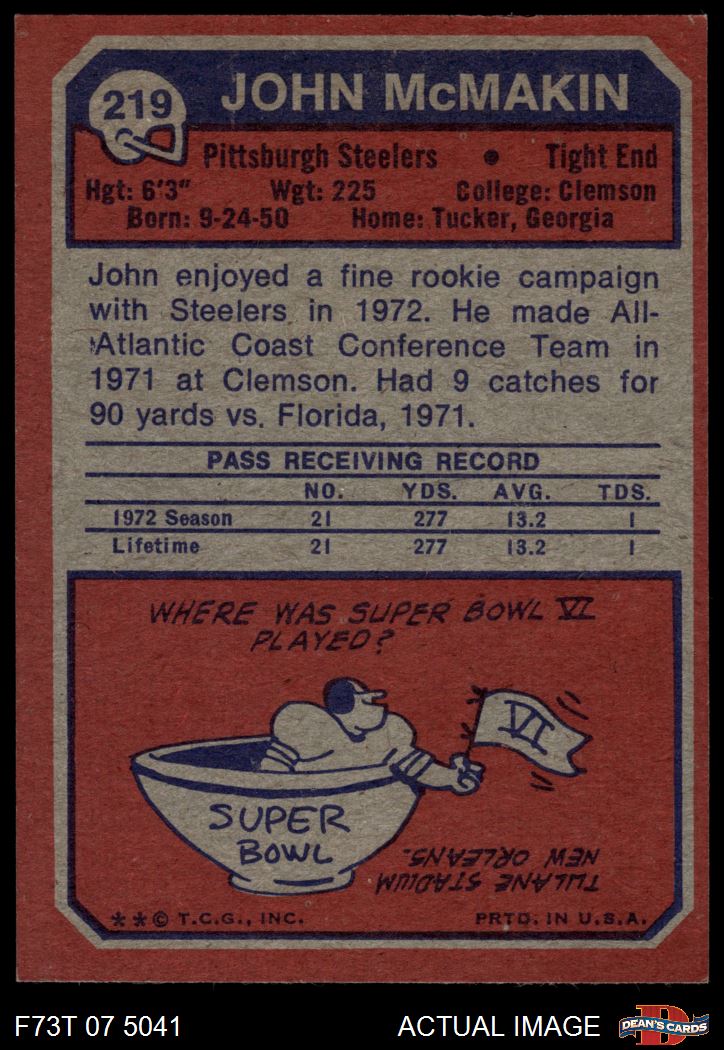 219
JOHN McMAKIN
Pittsburgh Steelers • Tight End
Hgt: 6'3" Wgt: 225 College: Clemson
Born: 9-24-50 Home: Tucker, Georgia
John enjoyed a fine rookie campaign
with Steelers in 1972. He made All-
Atlantic Coast Conference Team in
1971 at Clemson. Had 9 catches for
90 yards vs. Florida, 1971.
PASS RECEIVING RECORD
NO. YDS. AVG. TDS.
1972 Season 21 277 13.2 1
Lifetime 21 277 13.2 1
WHERE WAS SUPER BOWL VI
PLAYED?
VI
SUPER
BOWL
TULANE STADIUM
NEW ORLEANS.
**© T.C.G., INC. PRTD. IN U.S.A.
F73T 07 5041 ACTUAL IMAGE D DEAN'S CARDS